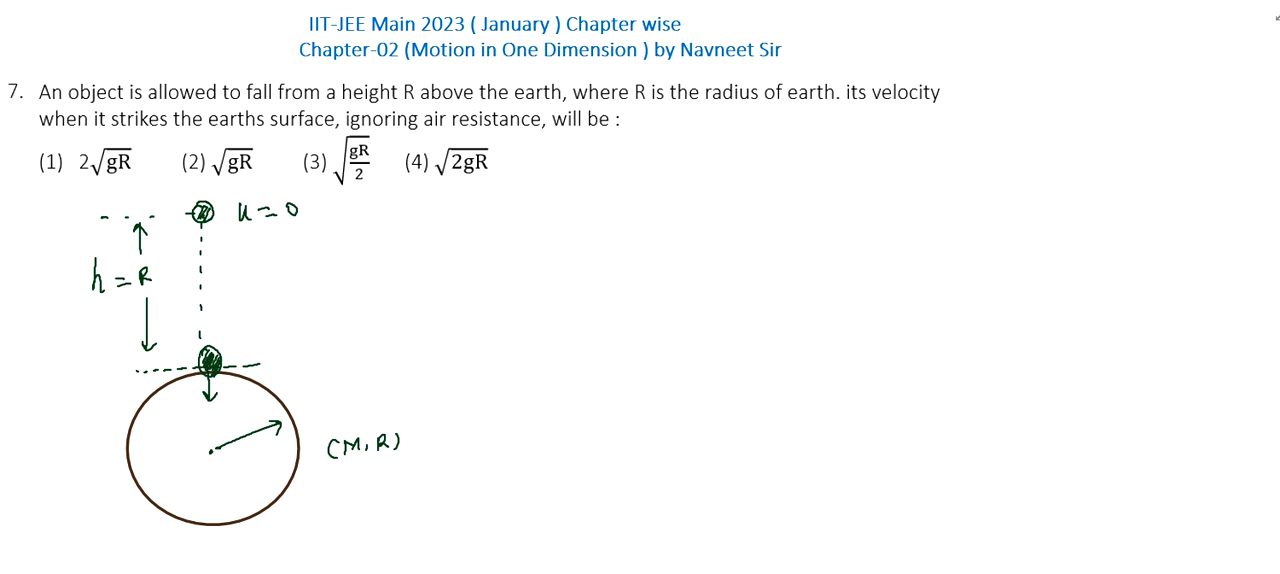 IIT-JEE Main 2023 ( January ) Chapter wise
Chapter-02 (Motion in One Dimension ) by Navneet Sir
7. An object is allowed to fall from a height R above the earth, where R is the radius of earth. its velocity
when it strikes the earths surface, ignoring air resistance, will be :
(1) 2√gR (2) √gR (3) √(gR/2) (4) √2gR
u=0
h=R
(M,R)